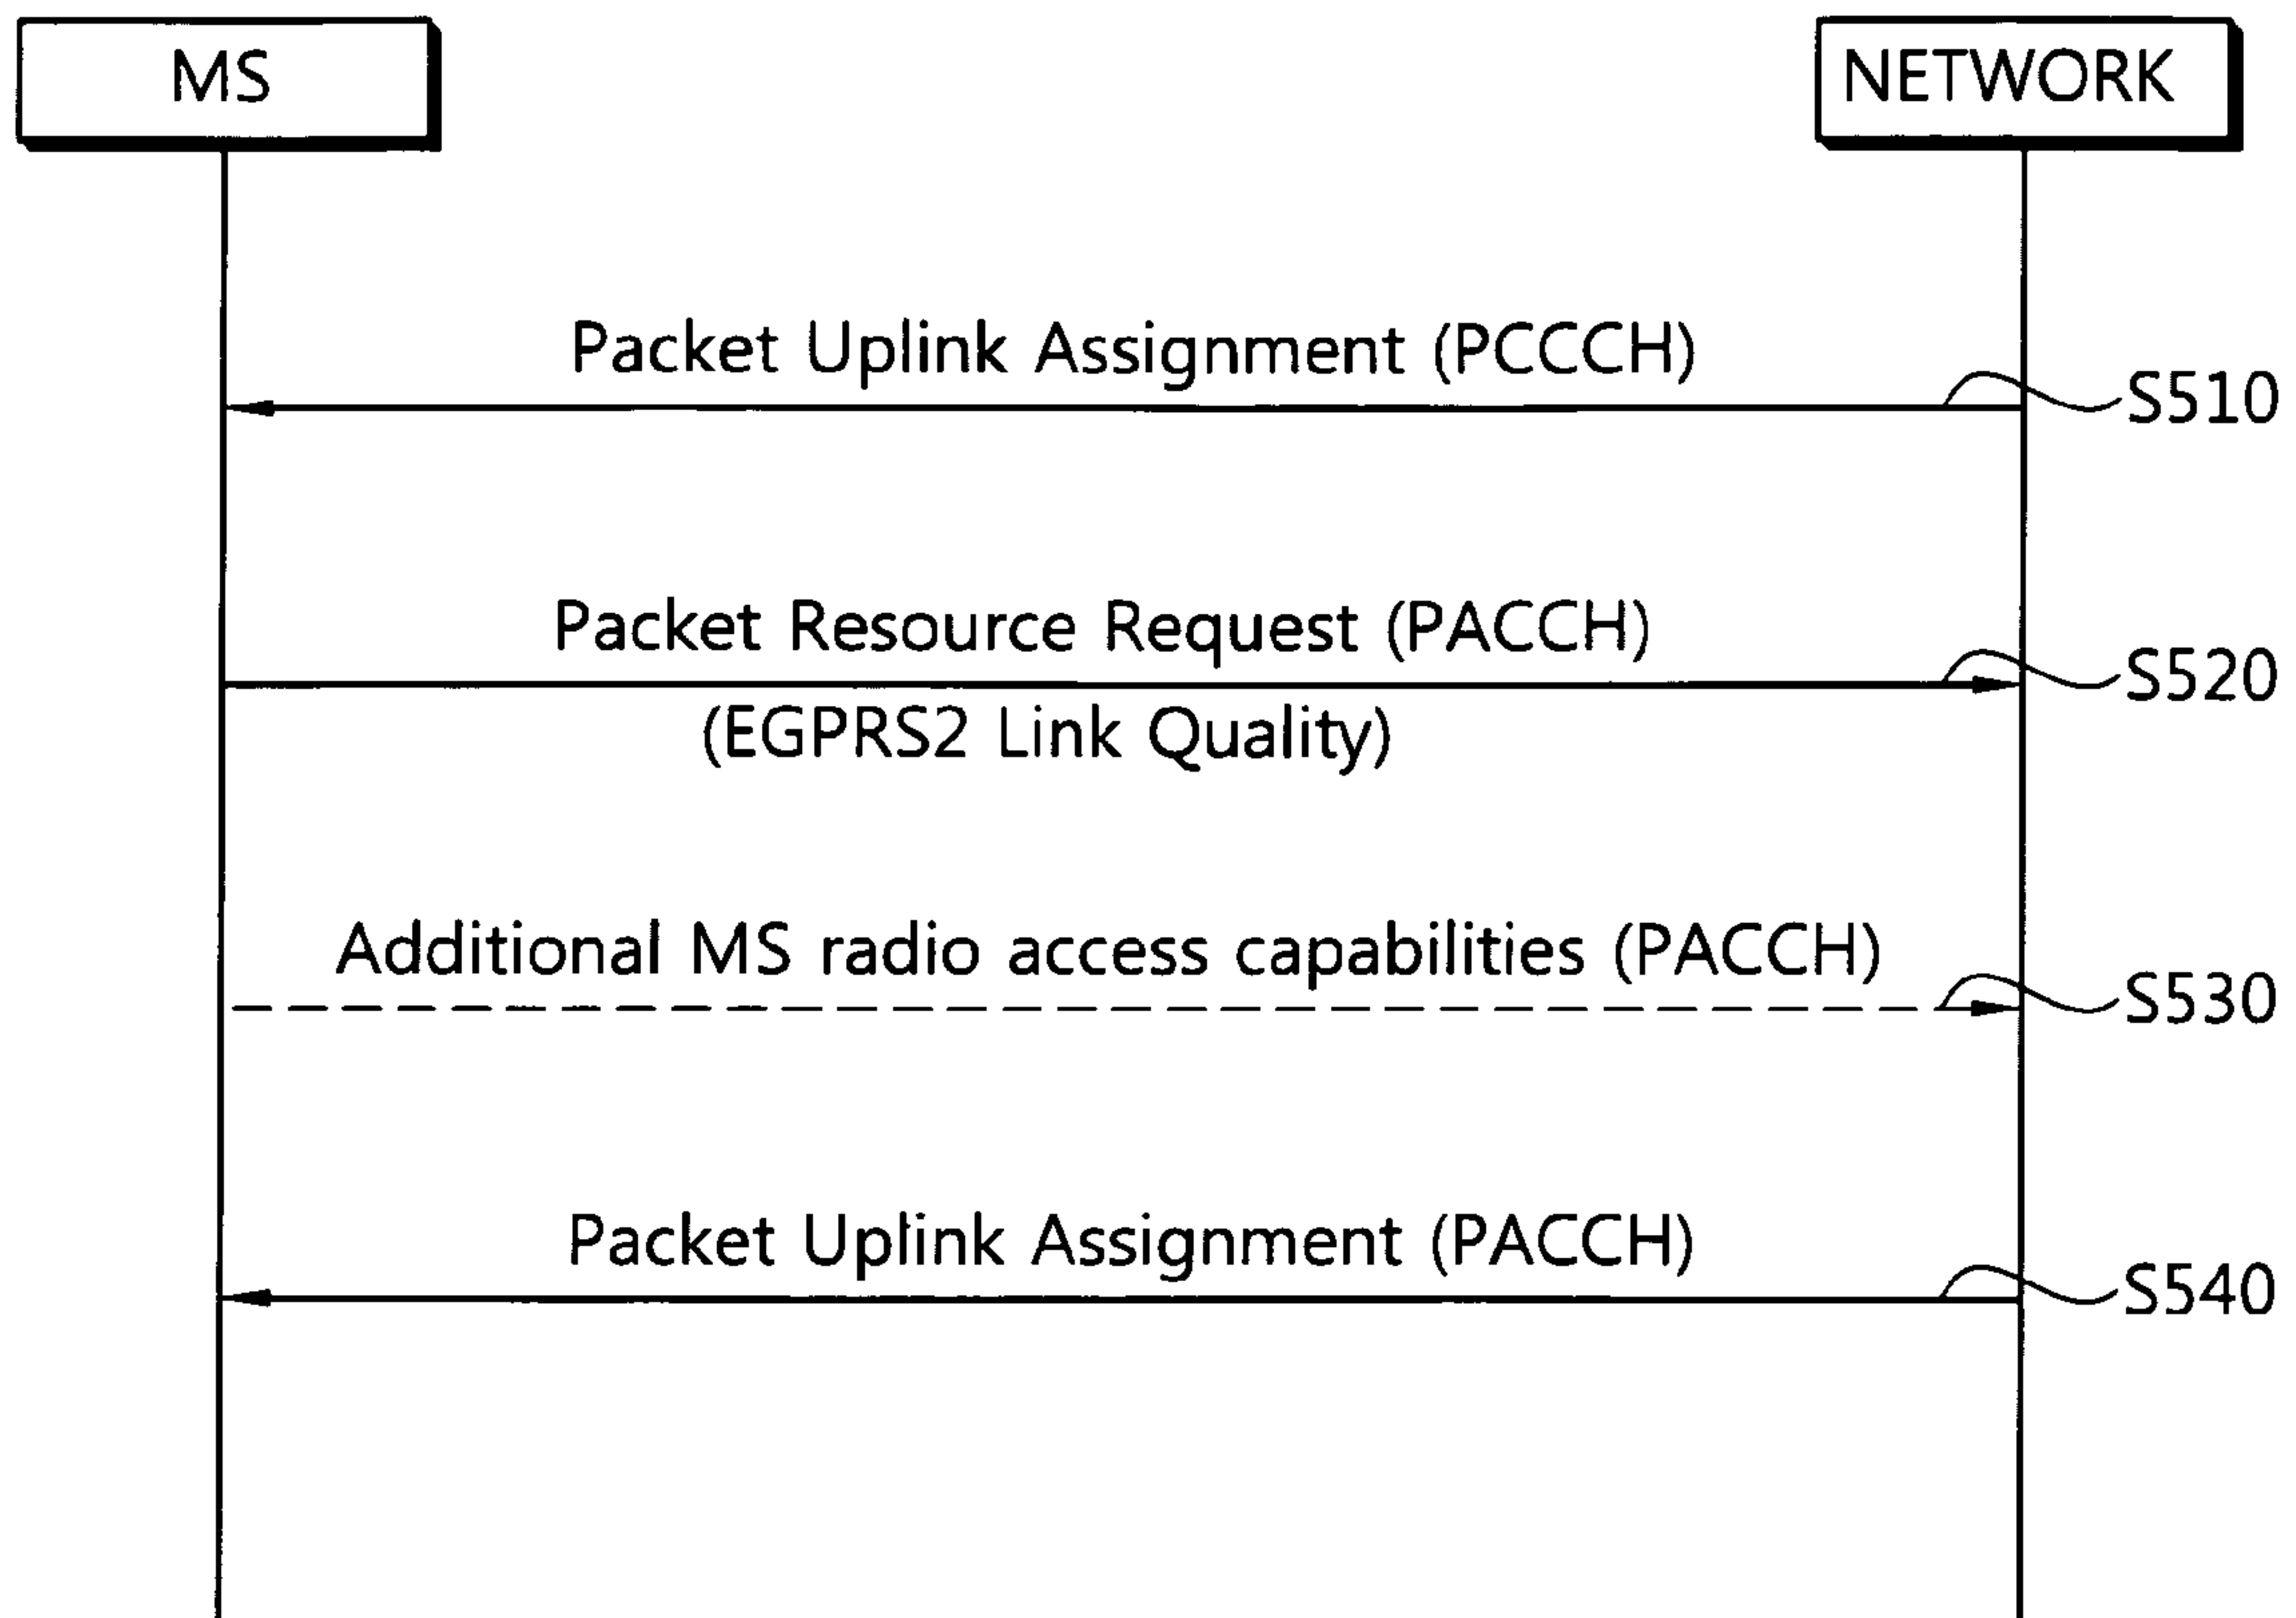 MS
NETWORK
Packet Uplink Assignment (PCCCH)
S510
Packet Resource Request (PACCH)
S520
(EGPRS2 Link Quality)
Additional MS radio access capabilities (PACCH)
S530
Packet Uplink Assignment (PACCH)
S540